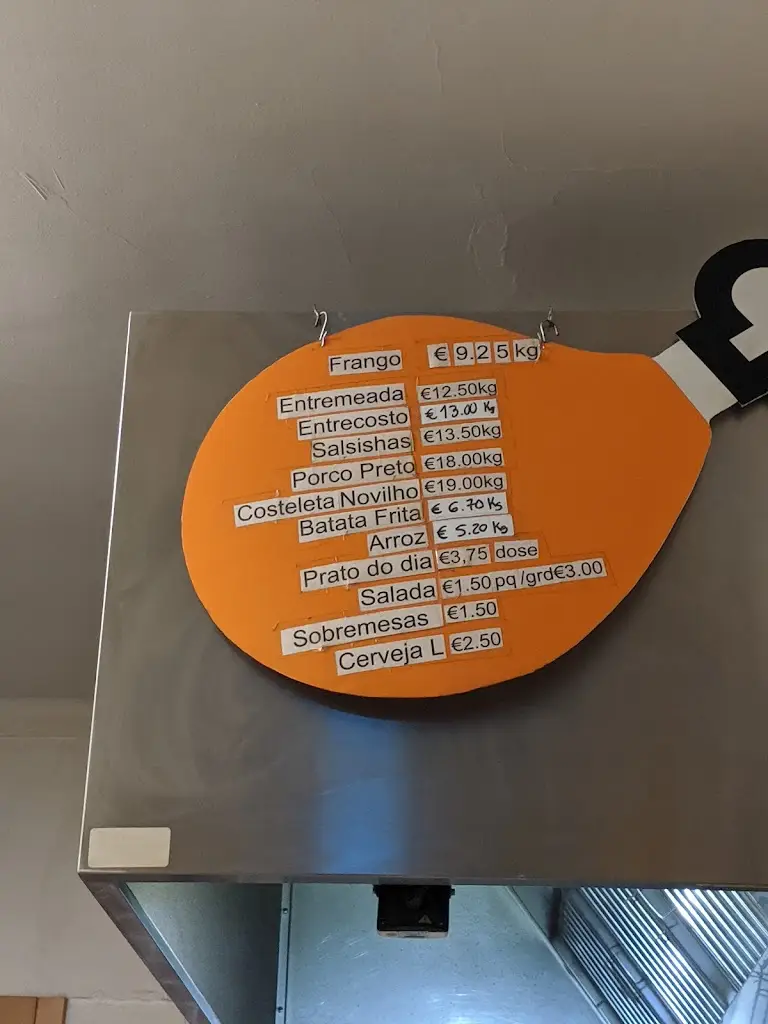 Frango € 9.25 kg
Entremeada €12.50kg
Entrecosto € 13.00 Kg
Salsishas €13.50kg
Porco Preto €18.00kg
Costeleta Novilho €19.00kg
Batata Frita € 6.70 Kg
Arroz € 5.20 Kg
Prato do dia €3,75 dose
Salada €1.50 pq /grd€3.00
Sobremesas €1.50
Cerveja L €2.50